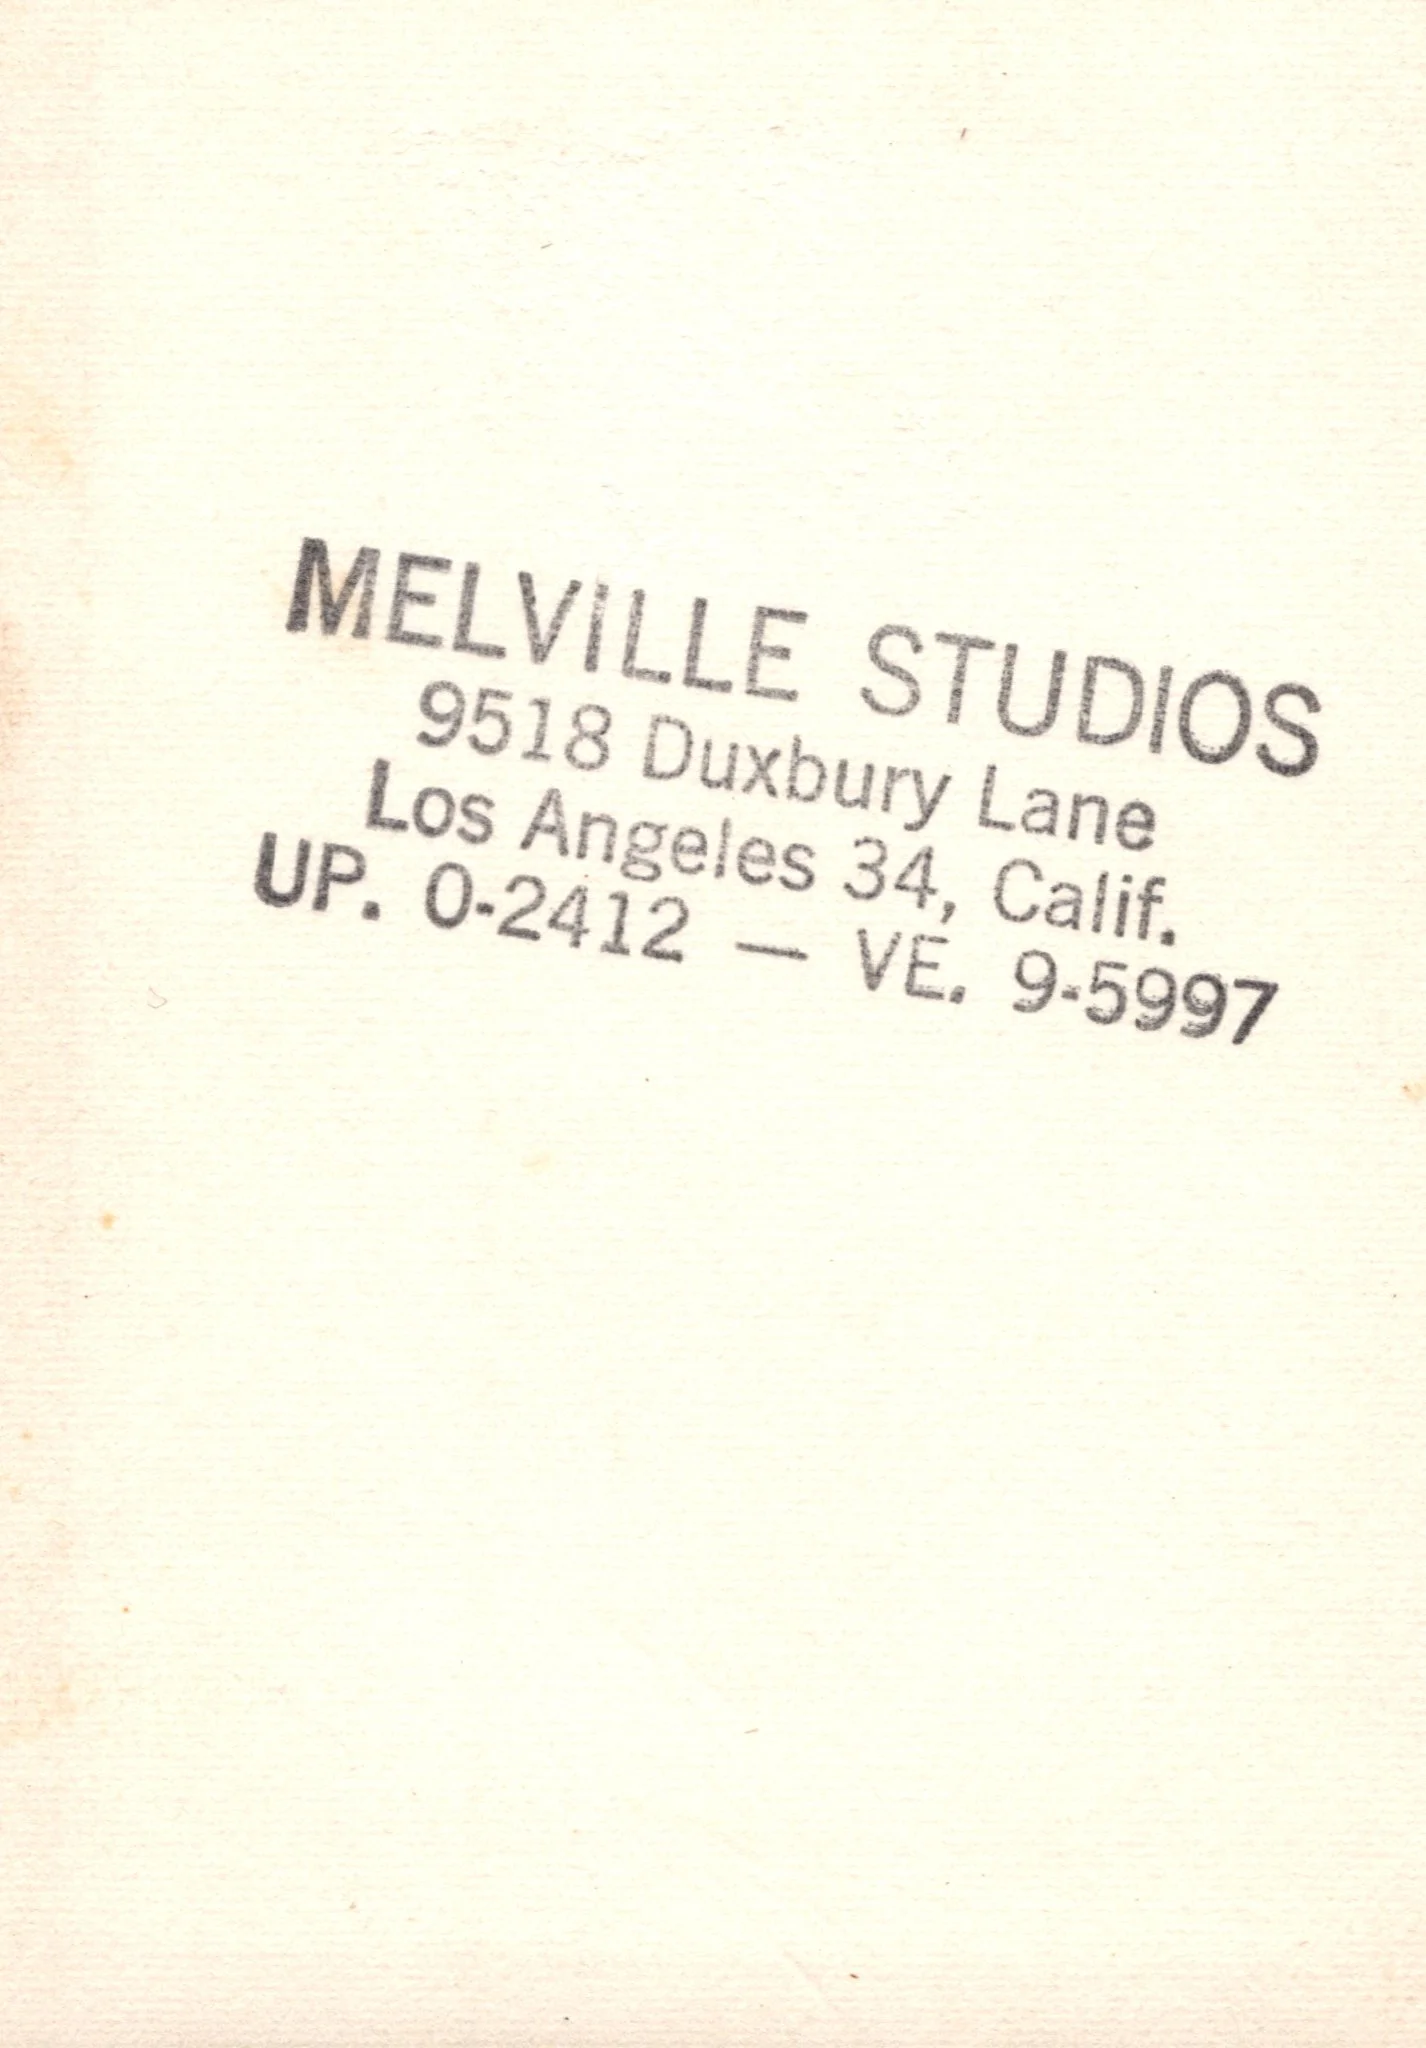 MELVILLE STUDIOS
9518 Duxbury Lane
Los Angeles 34, Calif.
UP. 0-2412 — VE. 9-5997